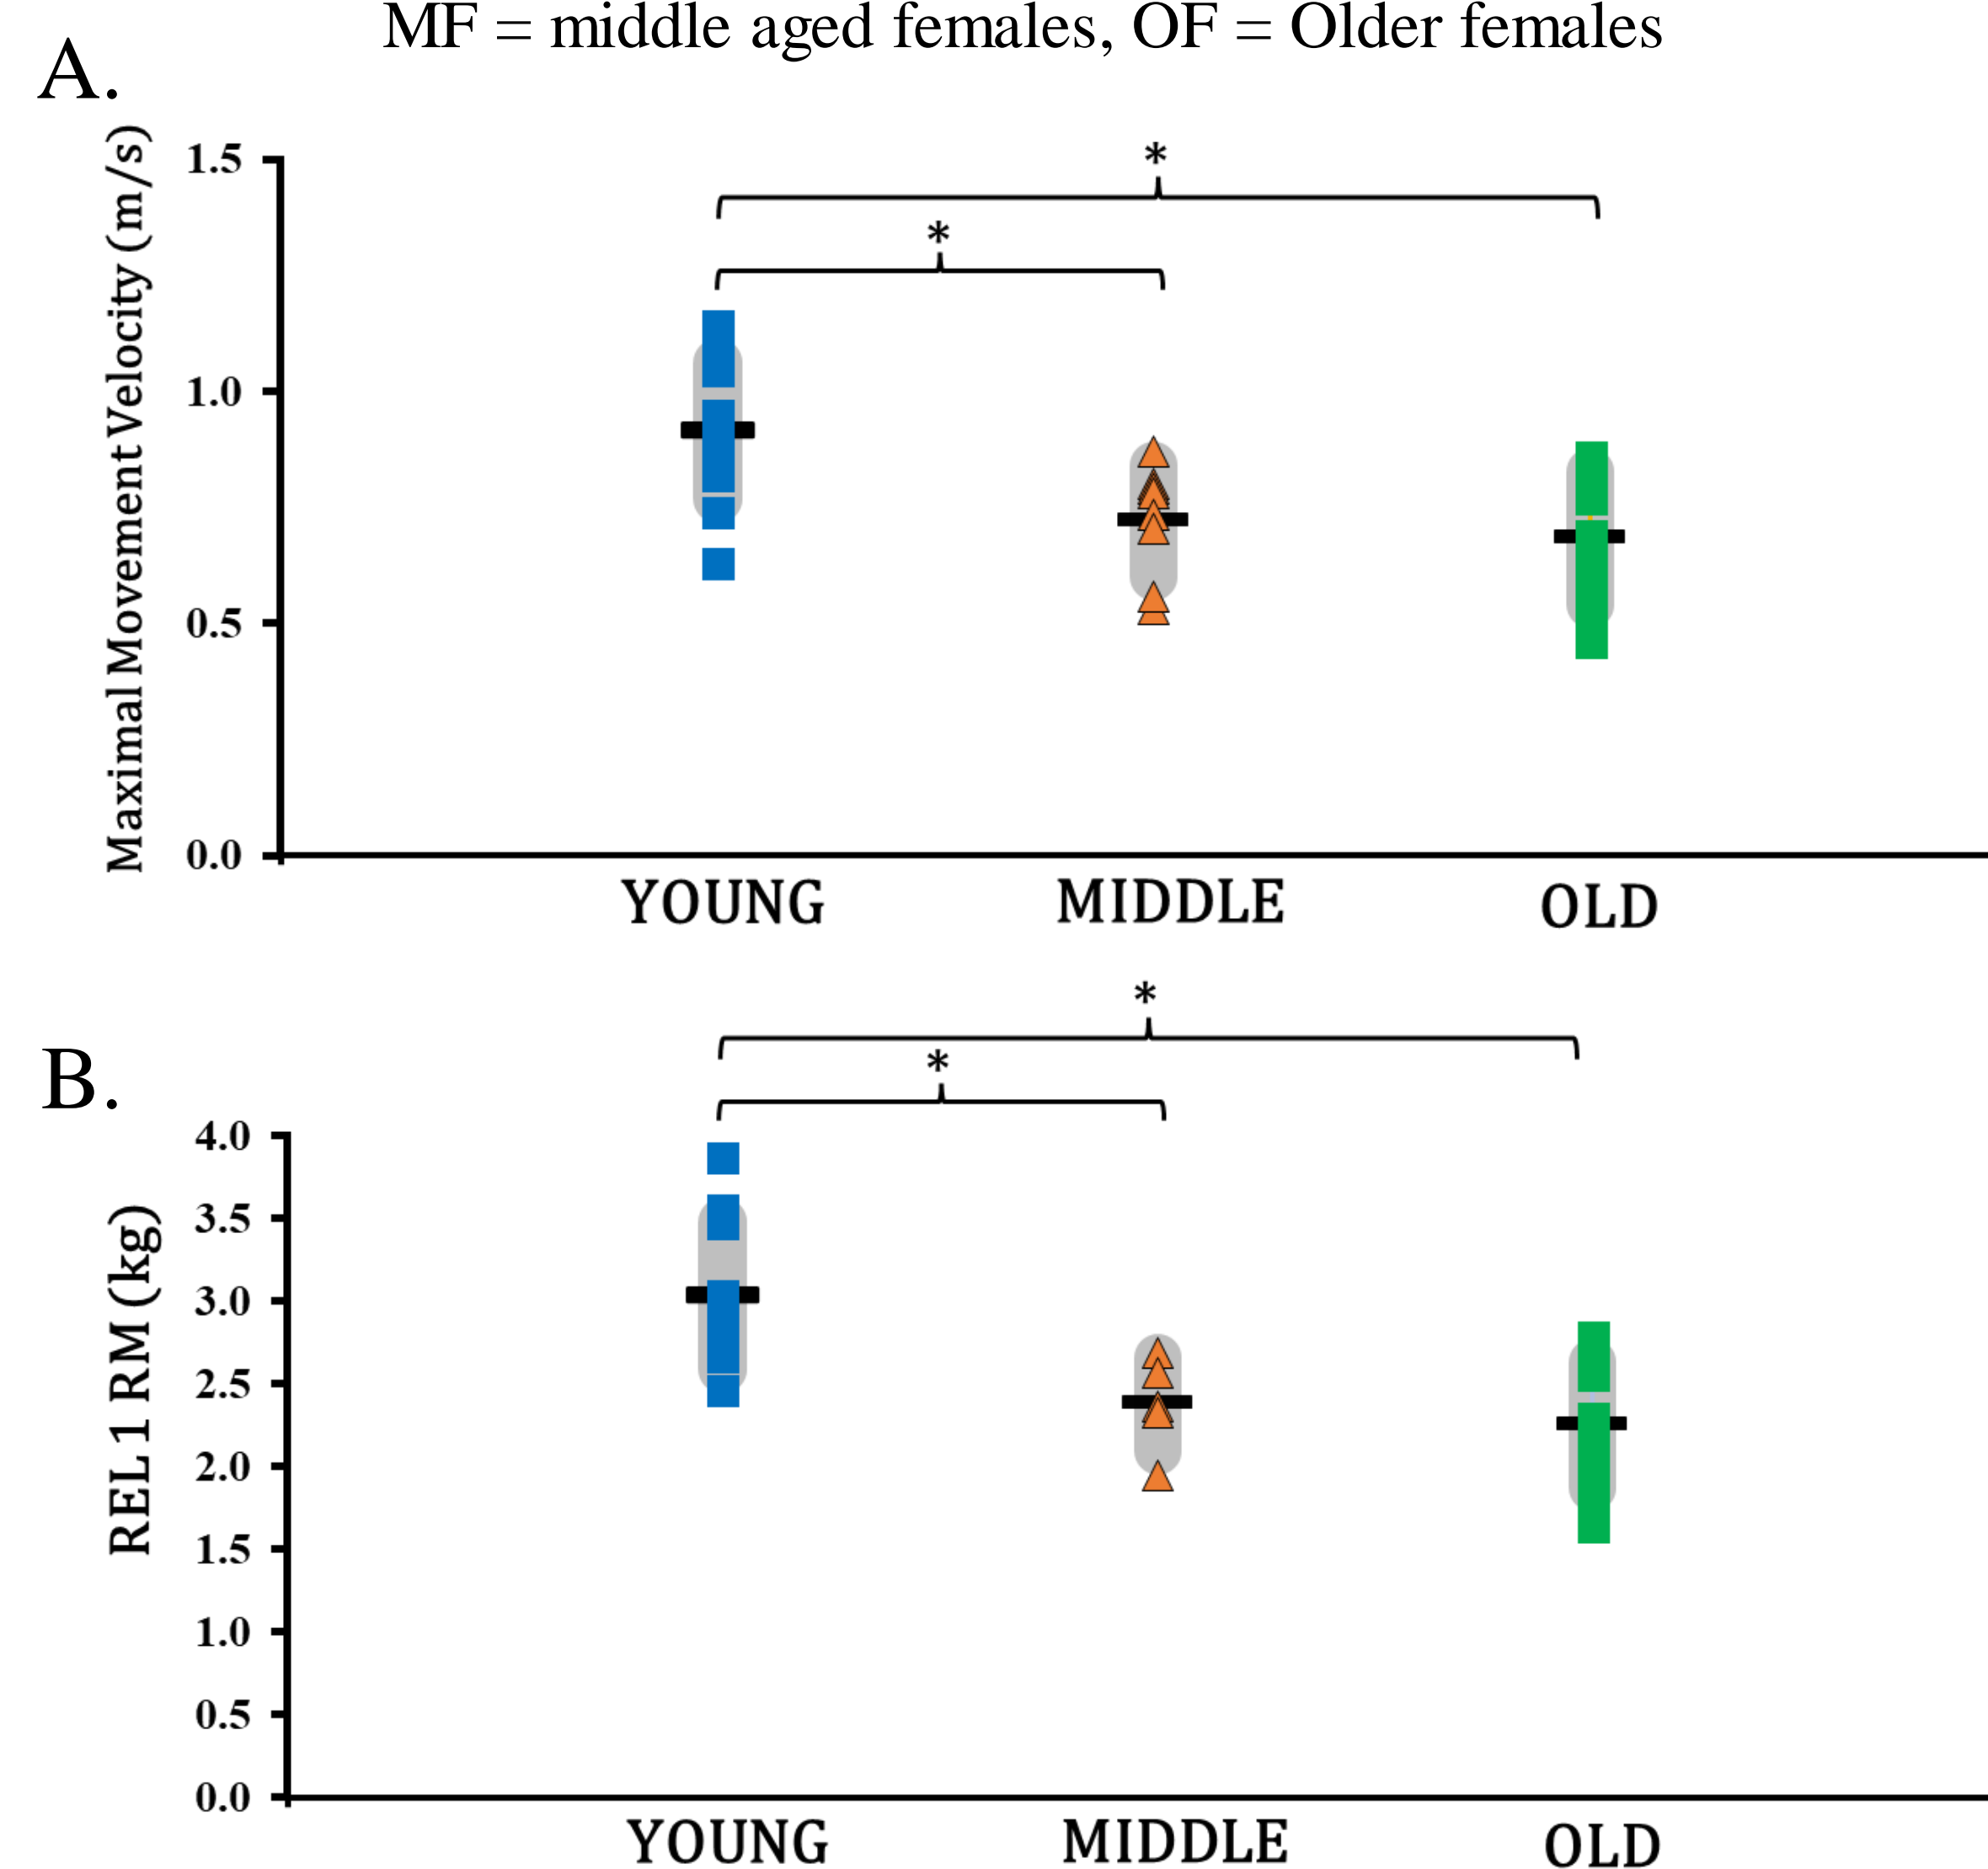 MF = middle aged females, OF = Older females
A.
Maximal Movement Velocity (m/s)
1.5
1.0
0.5
0.0
*
*
YOUNG MIDDLE OLD
B.
REL 1 RM (kg)
4.0
3.5
3.0
2.5
2.0
1.5
1.0
0.5
0.0
*
*
YOUNG MIDDLE OLD